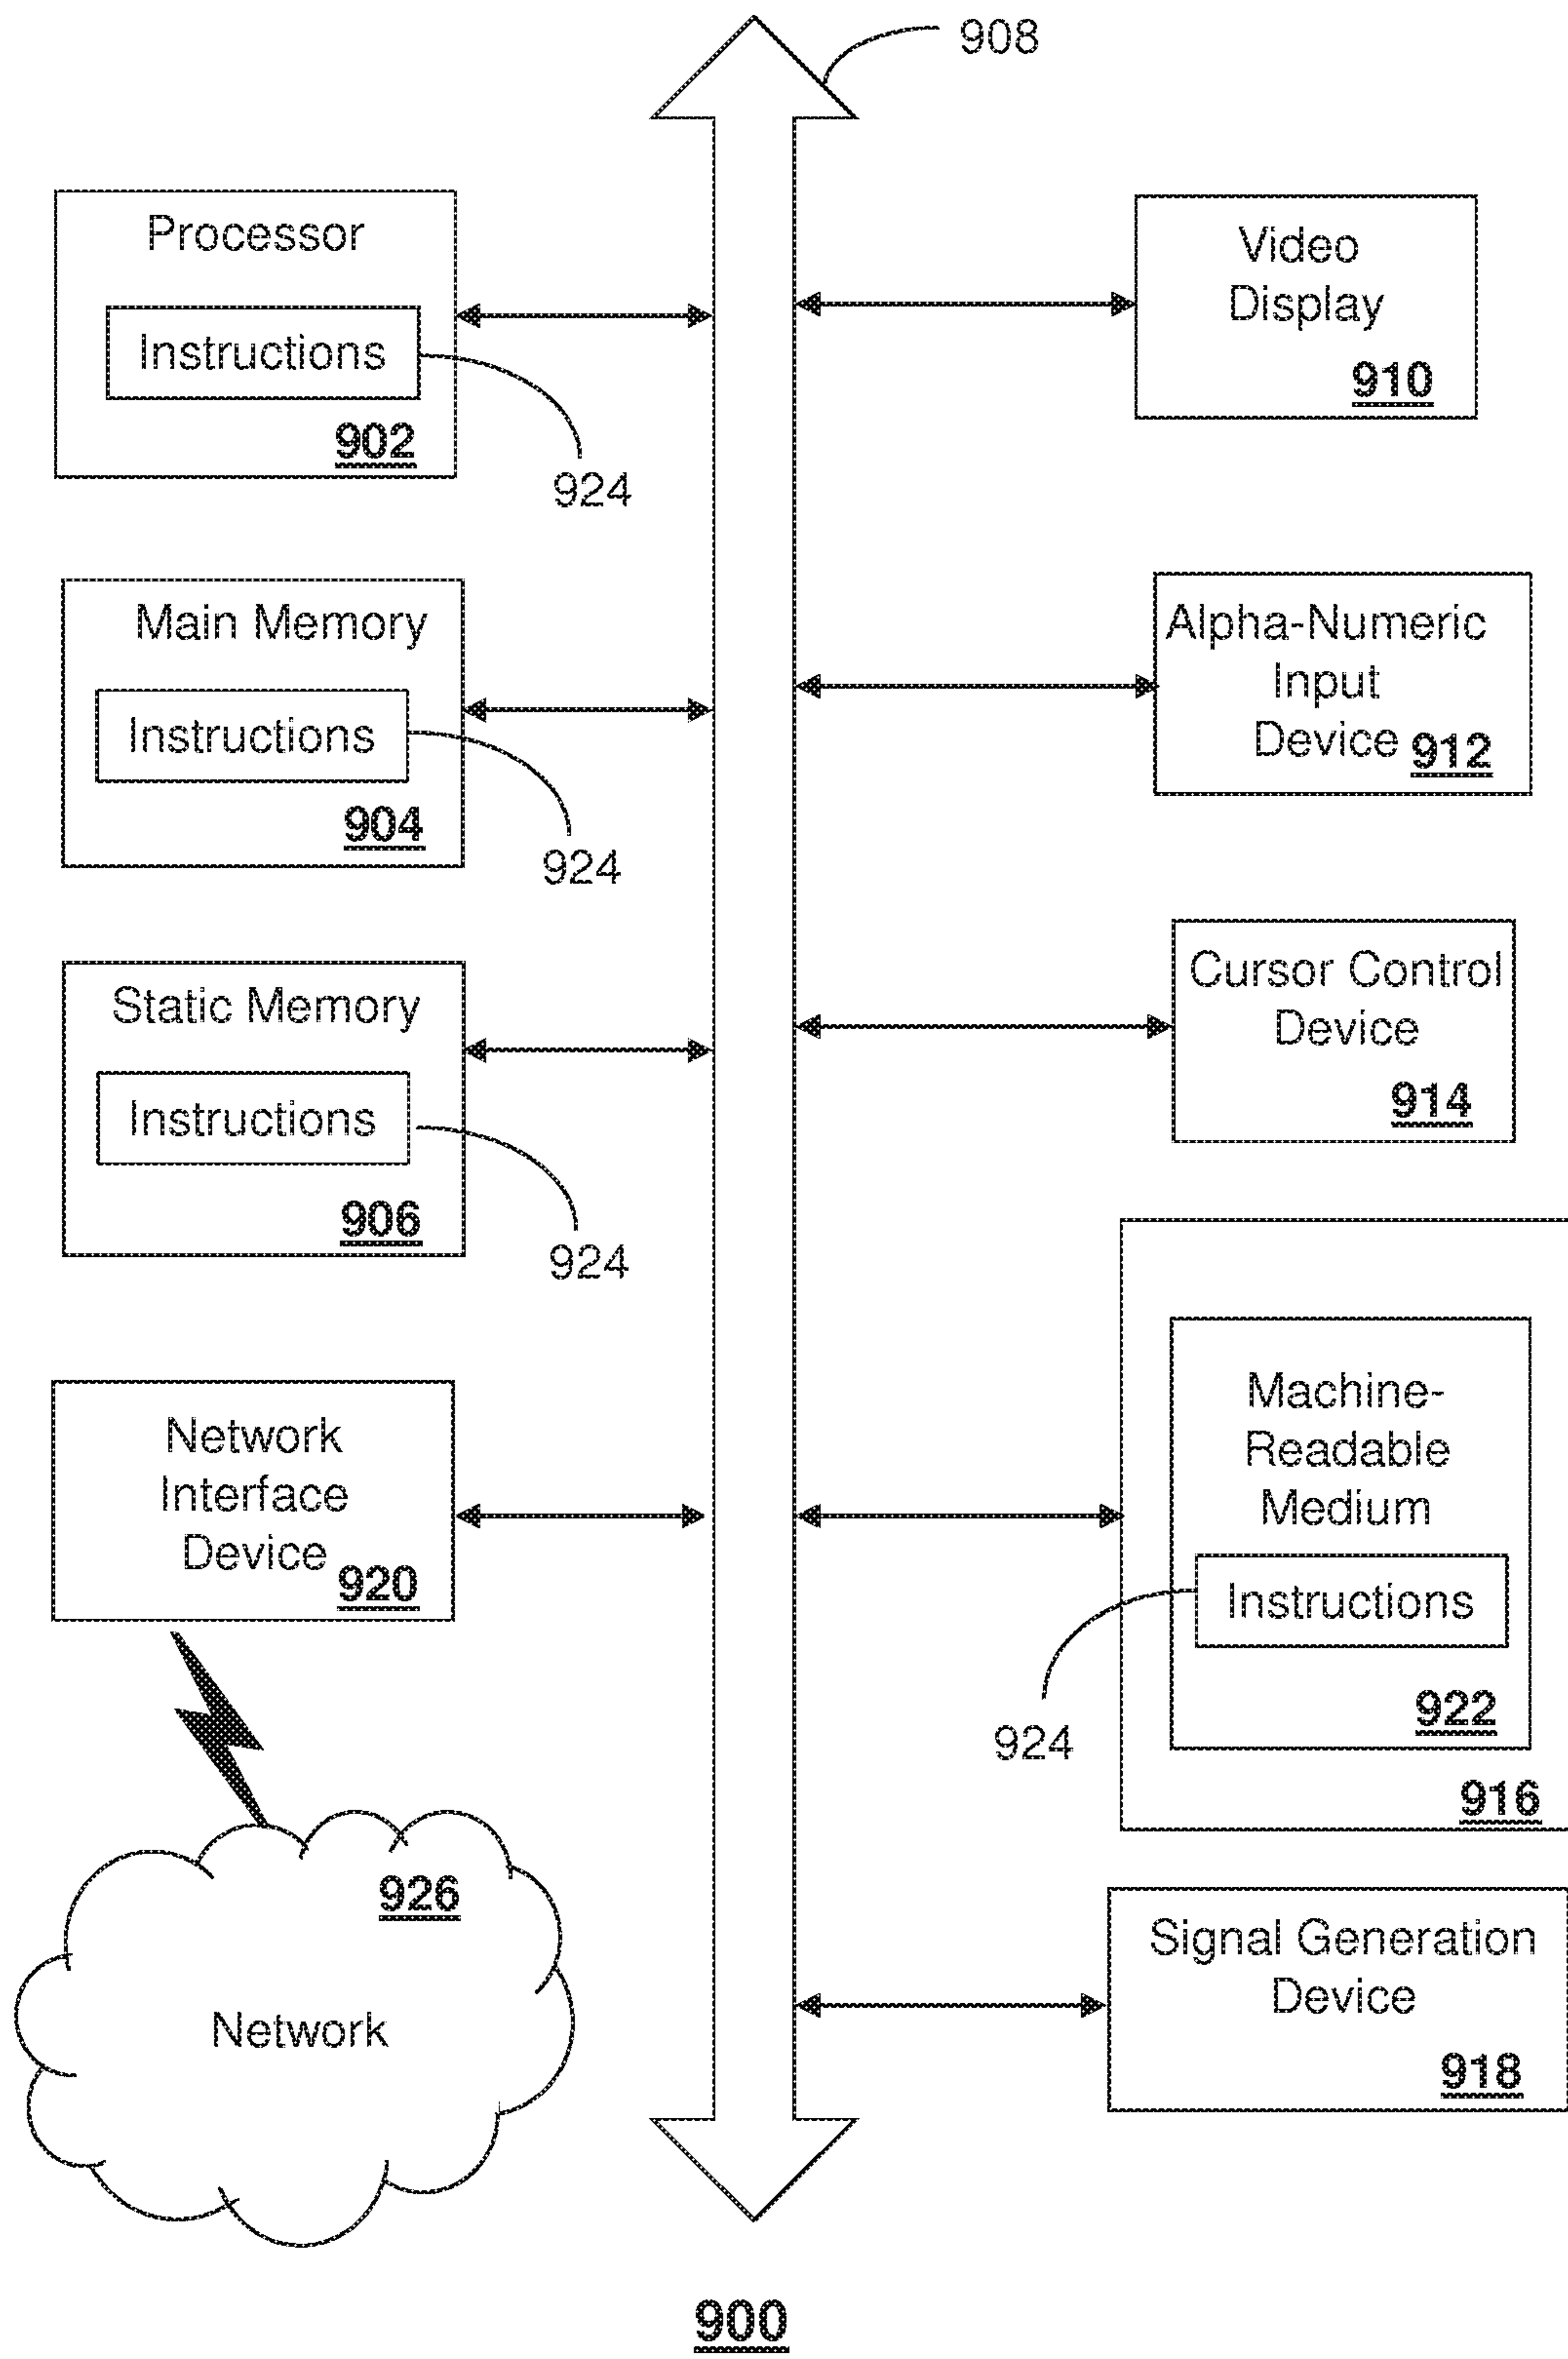 908
Processor
Instructions
902
924
Video
Display
910
Main Memory
Instructions
904
924
Alpha-Numeric
Input
Device 912
Static Memory
Instructions
906
924
Cursor Control
Device
914
Network
Interface
Device 920
Machine-
Readable
Medium
Instructions
922
924
916
926
Network
Signal Generation
Device
918
900